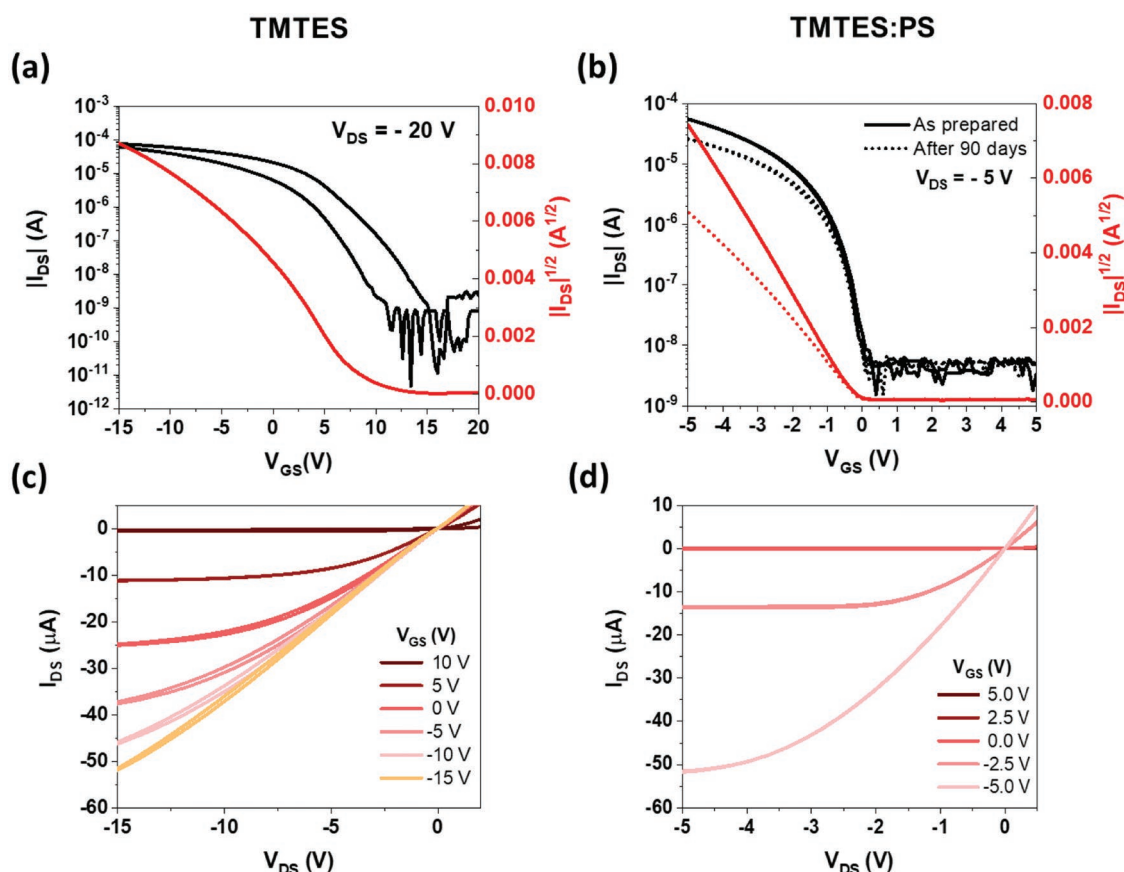 TMTES
TMTES:PS
(a)
V_DS = - 20 V
10^-3
10^-4
10^-5
10^-6
10^-7
10^-8
10^-9
10^-10
10^-11
10^-12
|I_DS| (A)
-15 -10 -5 0 5 10 15 20
V_GS(V)
0.010
0.008
0.006
0.004
0.002
0.000
|I_DS|^1/2 (A^1/2)
(b)
As prepared
After 90 days
V_DS = - 5 V
10^-4
10^-5
10^-6
10^-7
10^-8
10^-9
|I_DS| (A)
-5 -4 -3 -2 -1 0 1 2 3 4 5
V_GS (V)
0.008
0.006
0.004
0.002
0.000
|I_DS|^1/2 (A^1/2)
(c)
0
-10
-20
-30
-40
-50
-60
I_DS (μA)
V_GS (V)
10 V
5 V
0 V
-5 V
-10 V
-15 V
-15 -10 -5 0
V_DS (V)
(d)
10
0
-10
-20
-30
-40
-50
-60
I_DS (μA)
V_GS (V)
5.0 V
2.5 V
0.0 V
-2.5 V
-5.0 V
-5 -4 -3 -2 -1 0
V_DS (V)